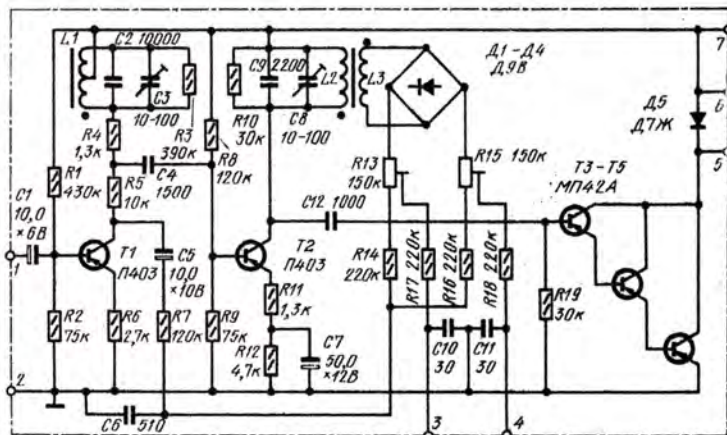 L1
C2 10000
C3
10-100
R3
390к
R4
1,3к
R8
120к
C4
1500
R5
10к
R1
430к
C1
10,0
×6В
1
T1
П403
C5
10,0
×10В
R2
75к
R6
2,7к
R7
120к
R9
75к
2
C6 510
C9 2200
L2
L3
R10
30к
C8
10-100
Д1-Д4
Д9В
C12 1000
T2
П403
R11
1,3к
R12
4,7к
C7
50,0
×12В
R13
150к
R15 150к
R14
220к
R17 220к
R16 220к
R18 220к
C10
30
C11
30
3
4
T3-T5
МП42А
R19
30к
Д5
Д7Ж
7
6
5